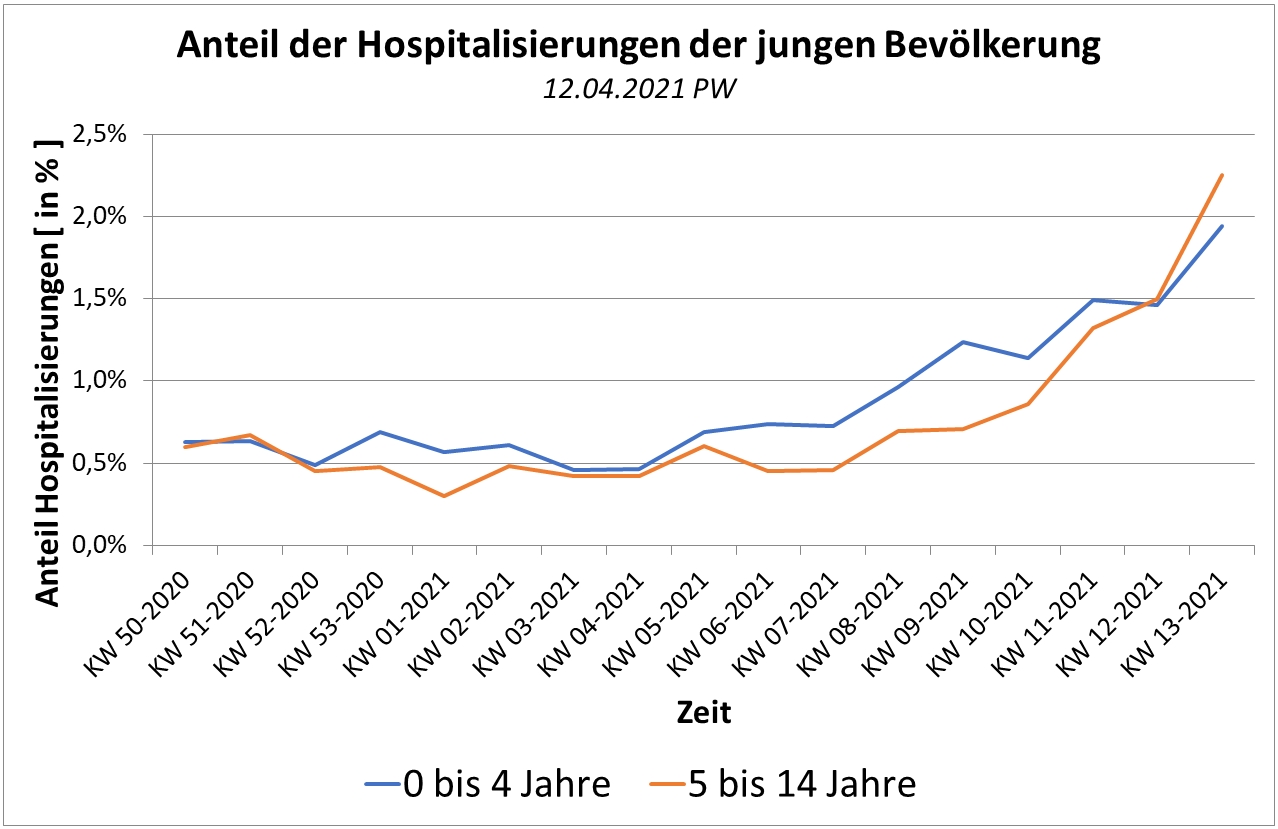 Anteil der Hospitalisierungen der jungen Bevölkerung
12.04.2021 PW
Anteil Hospitalisierungen [ in % ]
2,5%
2,0%
1,5%
1,0%
0,5%
0,0%
KW 50-2020
KW 51-2020
KW 52-2020
KW 53-2020
KW 01-2021
KW 02-2021
KW 03-2021
KW 04-2021
KW 05-2021
KW 06-2021
KW 07-2021
KW 08-2021
KW 09-2021
KW 10-2021
KW 11-2021
KW 12-2021
KW 13-2021
Zeit
0 bis 4 Jahre
5 bis 14 Jahre